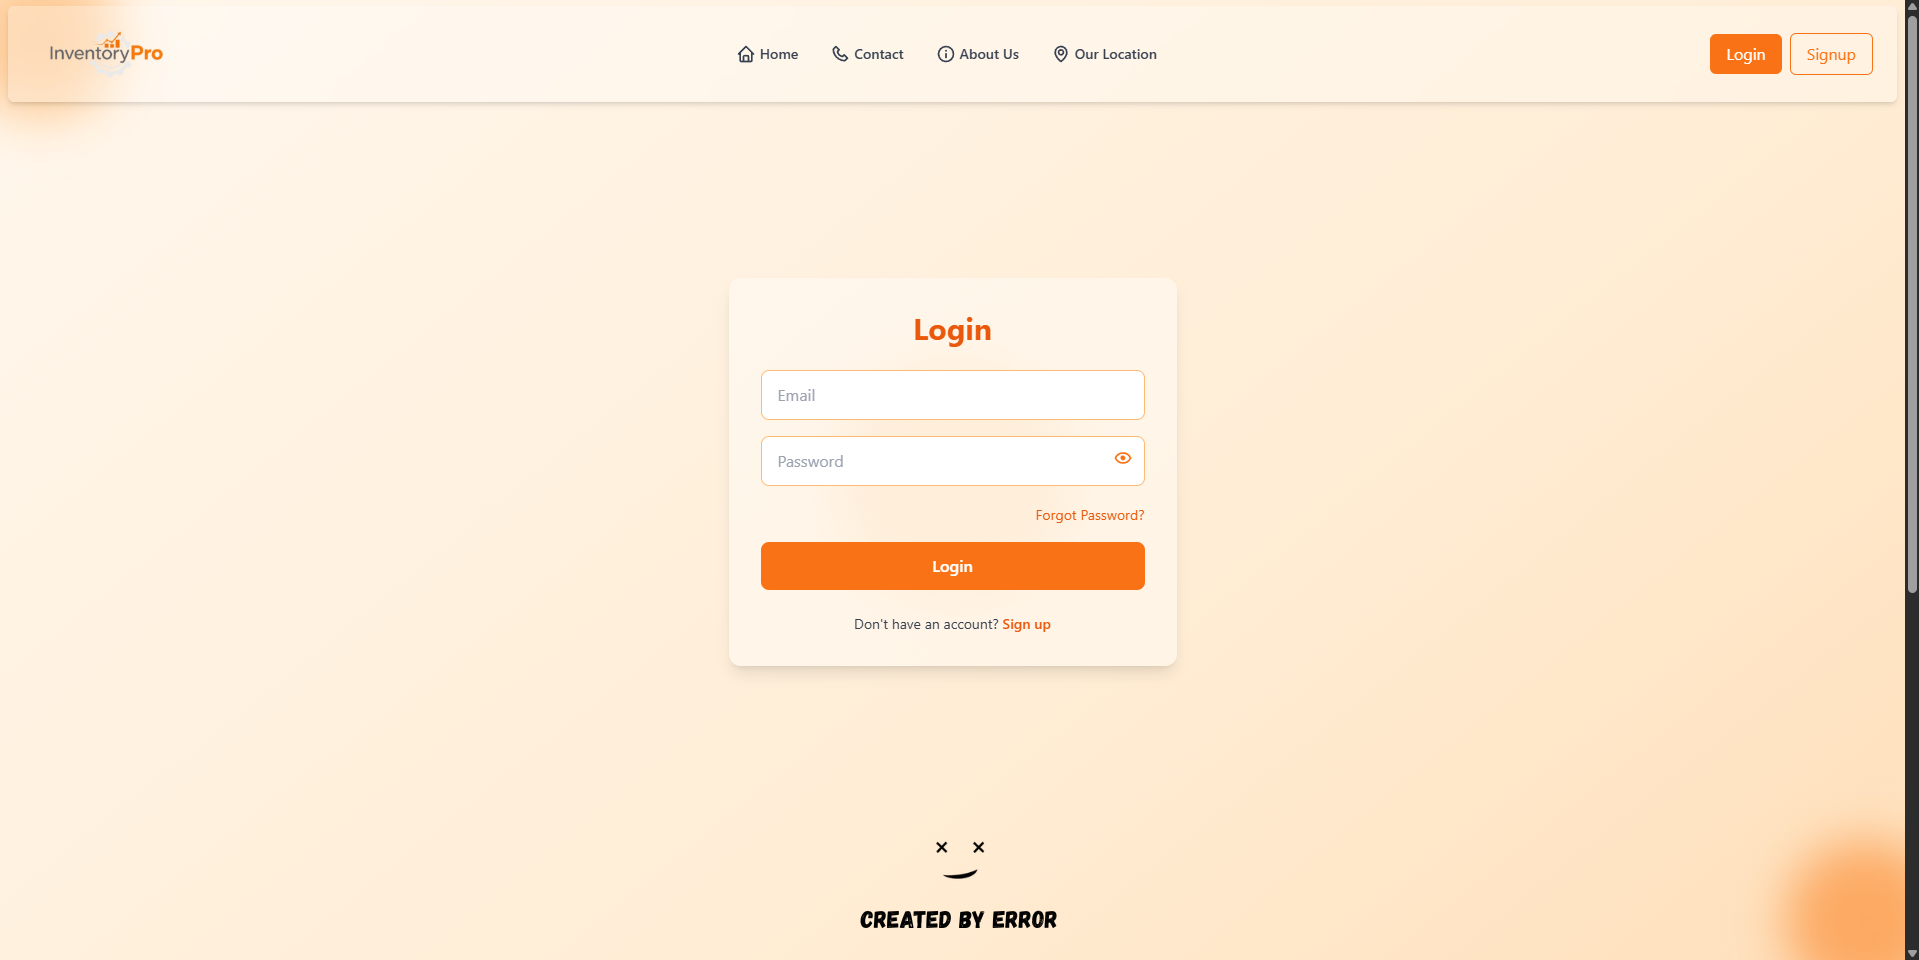 InventoryPro
Home Contact About Us Our Location
Login Signup
Login
Email
Password
Forgot Password?
Login
Don't have an account? Sign up
CREATED BY ERROR